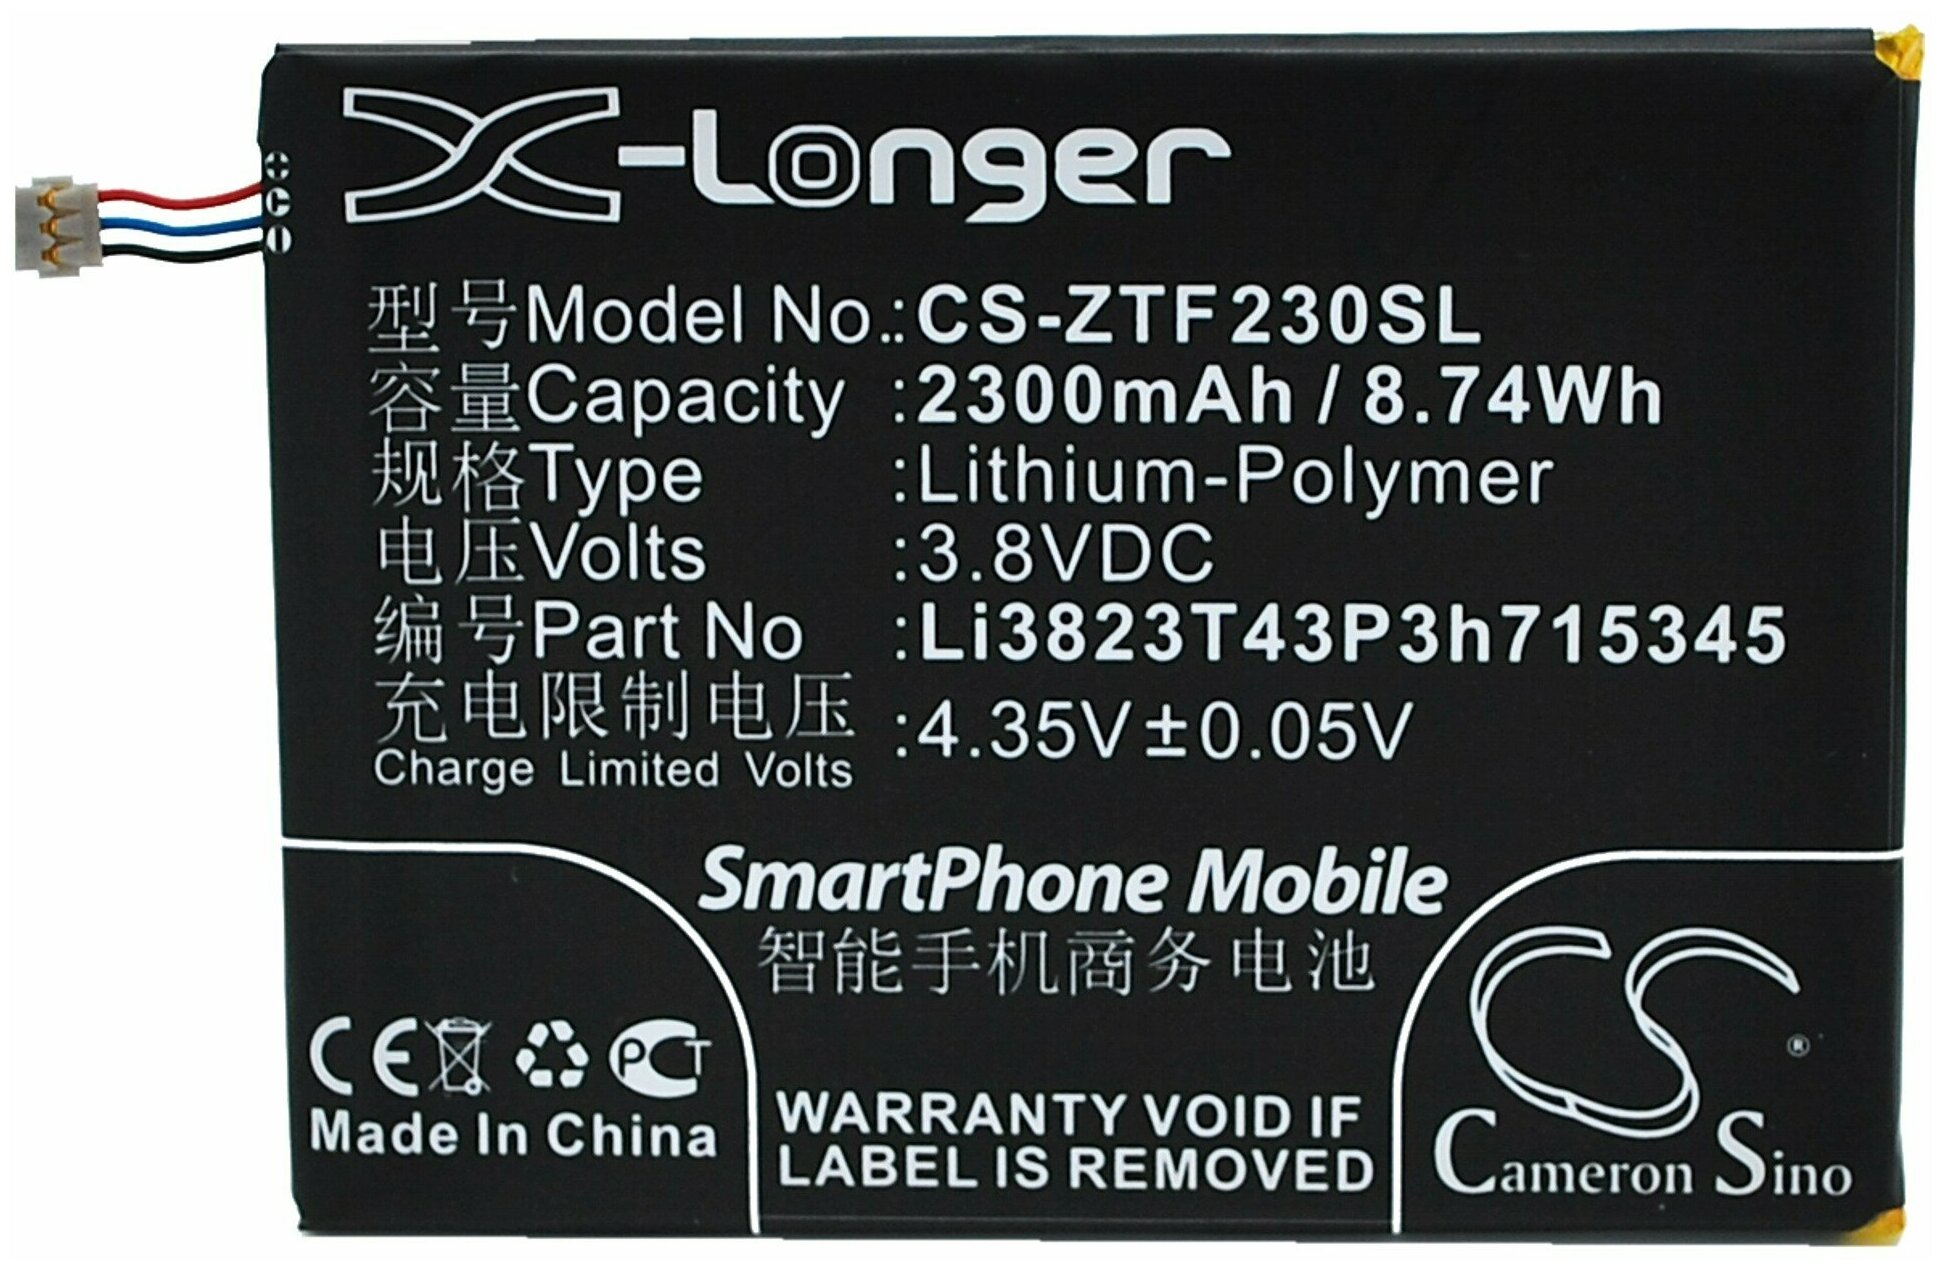 X-Longer
型号Model No.:CS-ZTF230SL
容量Capacity :2300mAh / 8.74Wh
规格Type :Lithium-Polymer
电压Volts :3.8VDC
编号Part No :Li3823T43P3h715345
充电限制电压 :4.35V±0.05V
Charge Limited Volts
SmartPhone Mobile
智能手机商务电池
CE PCT
Made In China
WARRANTY VOID IF
LABEL IS REMOVED
CS ®
Cameron Sino